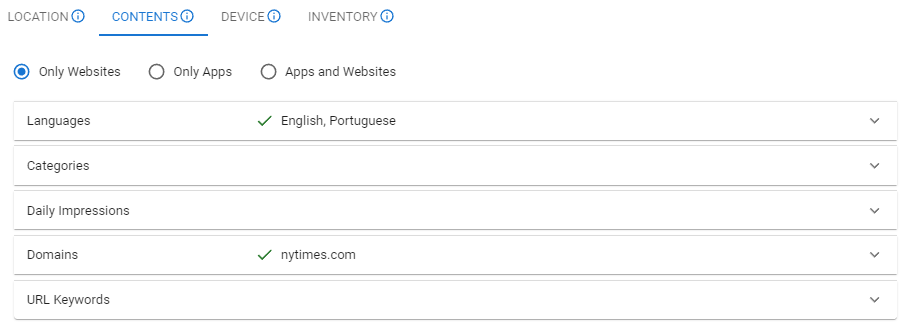 LOCATION CONTENTS DEVICE INVENTORY
Only Websites Only Apps Apps and Websites
Languages English, Portuguese
Categories
Daily Impressions
Domains nytimes.com
URL Keywords